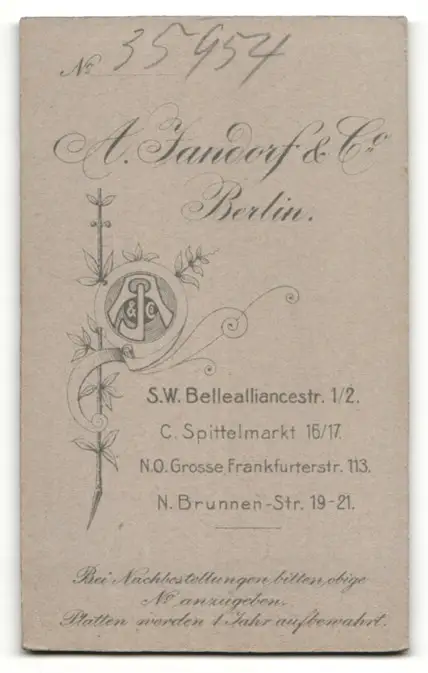 No 35954
A. Jandorf & Co.
Berlin.
A J & Co
S.W. Bellealliancestr. 1/2.
C. Spittelmarkt 16/17.
N.O. Grosse Frankfurterstr. 113.
N. Brunnen-Str. 19-21.
Bei Nachbestellungen bitten, obige
No anzugeben.
Platten werden 1 Jahr aufbewahrt.